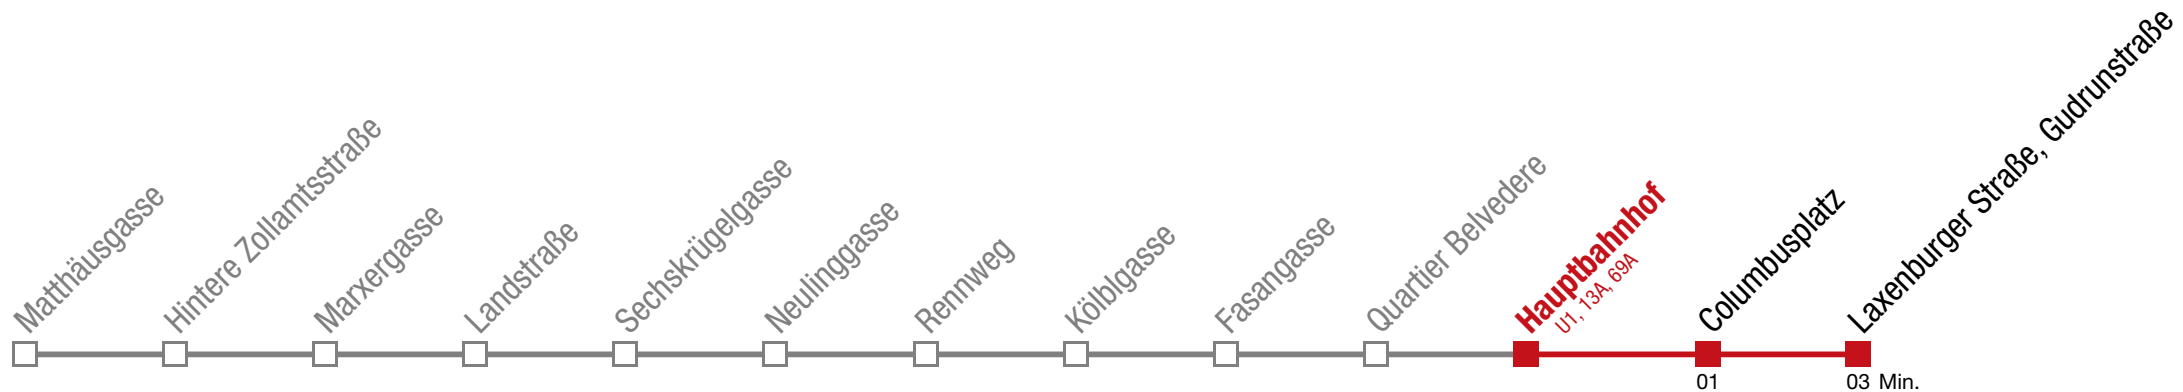 Matthäusgasse
Hintere Zollamtsstraße
Marxergasse
Landstraße
Sechskrügelgasse
Neulinggasse
Rennweg
Kölblgasse
Fasangasse
Quartier Belvedere
Hauptbahnhof
U1, 13A, 69A
Columbusplatz
Laxenburger Straße, Gudrunstraße
01
03 Min.